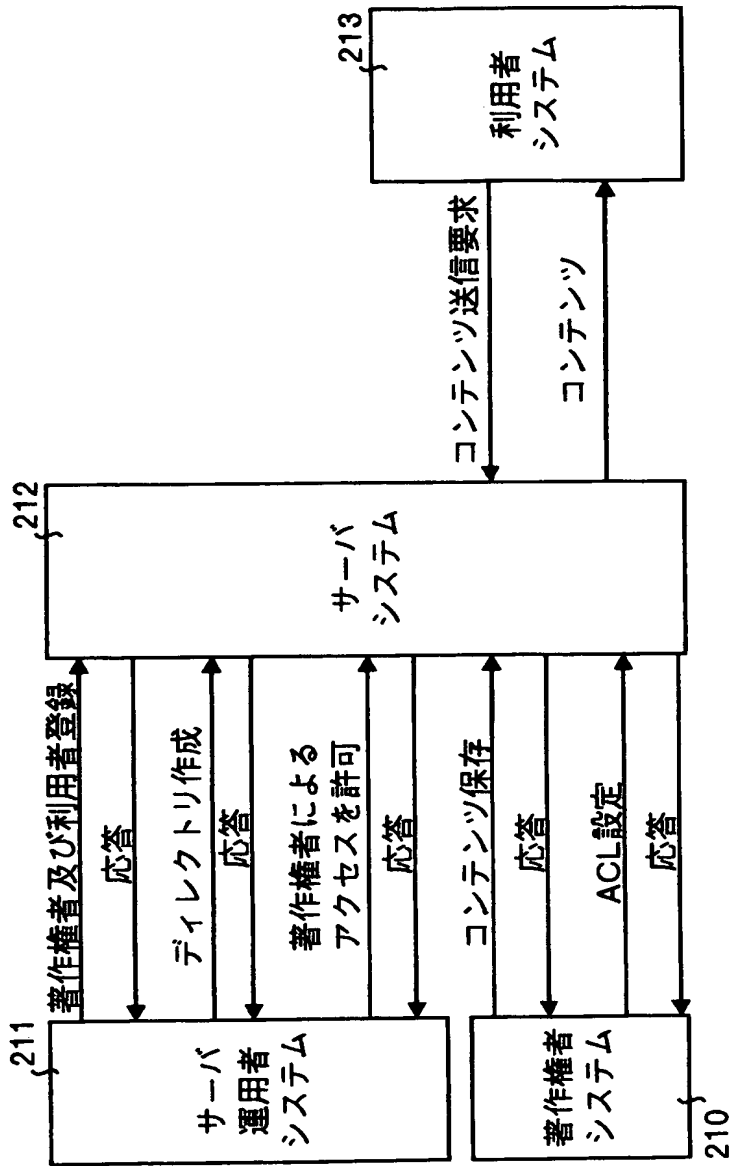 211
サーバ
運用者
システム
著作権者及び利用者登録
応答
ディレクトリ作成
応答
著作権者による
アクセスを許可
応答
210
著作権者
システム
コンテンツ保存
応答
ACL設定
応答
212
サーバ
システム
コンテンツ送信要求
コンテンツ
213
利用者
システム